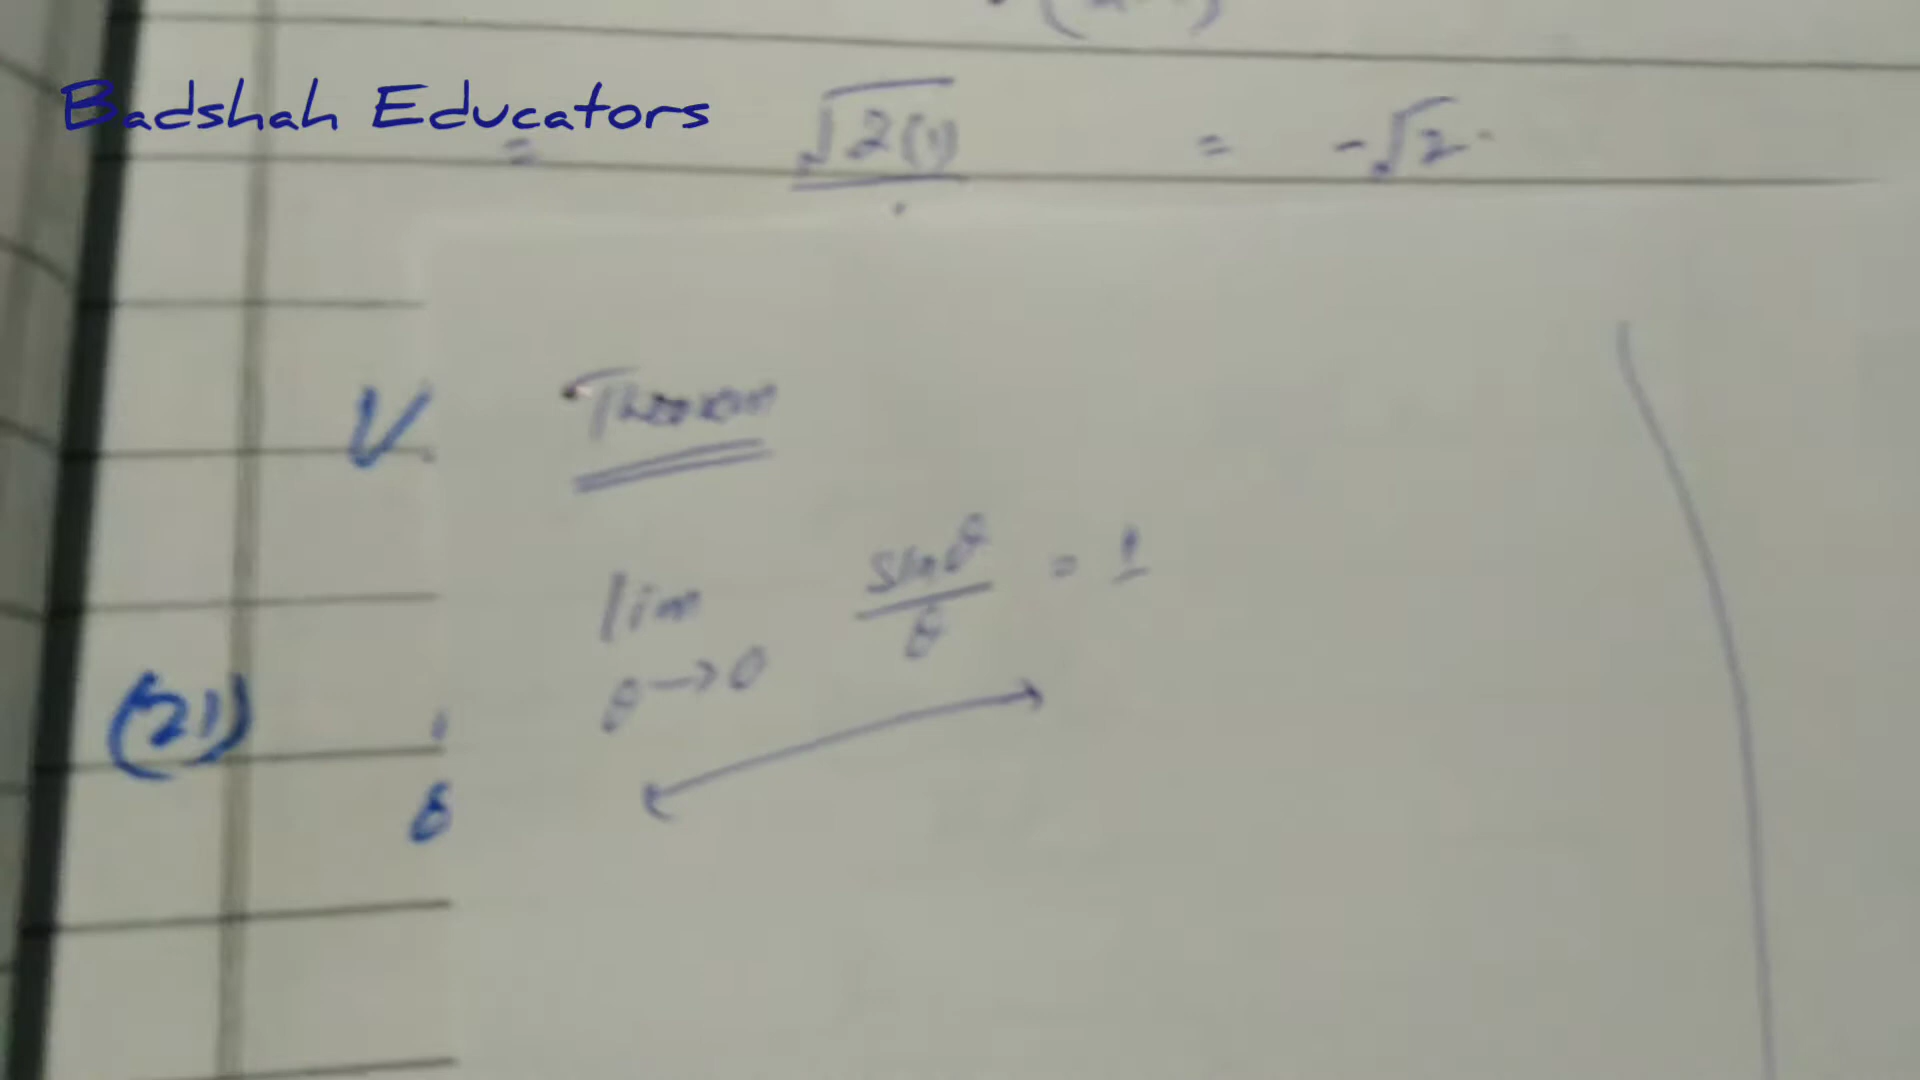 Badshah Educators
= √2(1) = -√2
V. Theorem
lim sinθ/θ = 1
θ→0
(21)